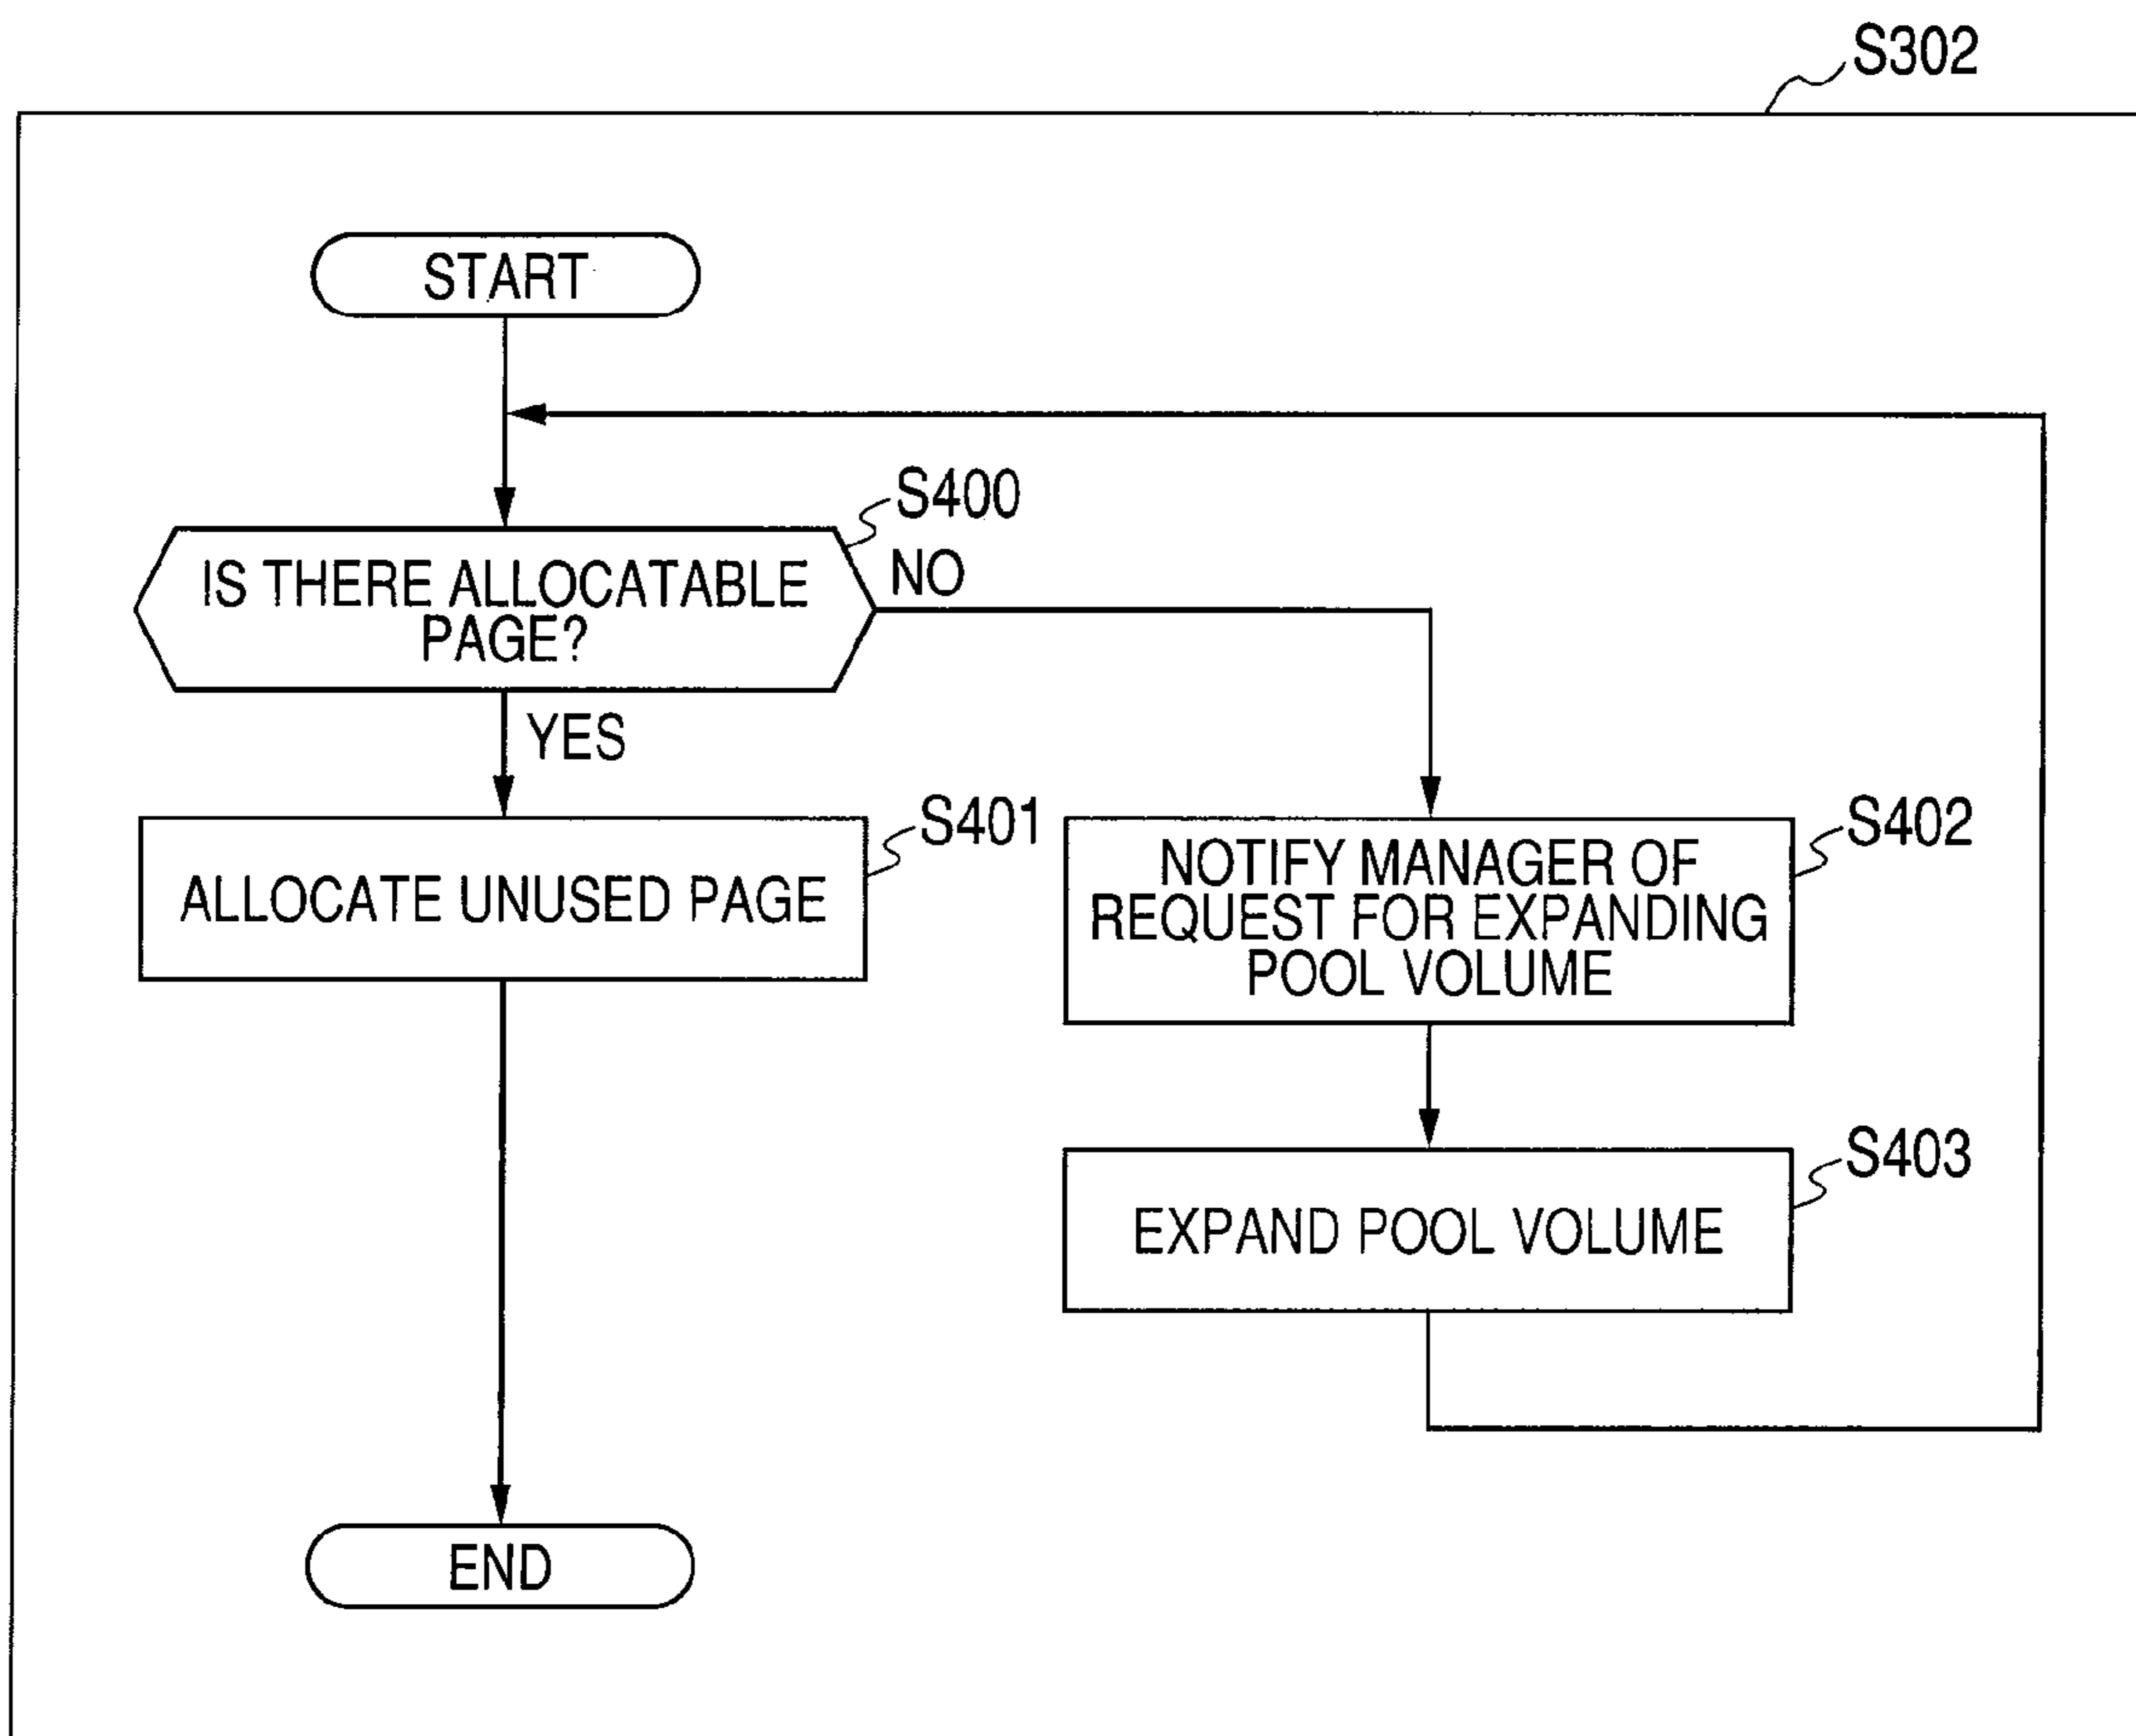 S302
START
S400
IS THERE ALLOCATABLE
PAGE?
NO
YES
S401
ALLOCATE UNUSED PAGE
S402
NOTIFY MANAGER OF
REQUEST FOR EXPANDING
POOL VOLUME
S403
EXPAND POOL VOLUME
END